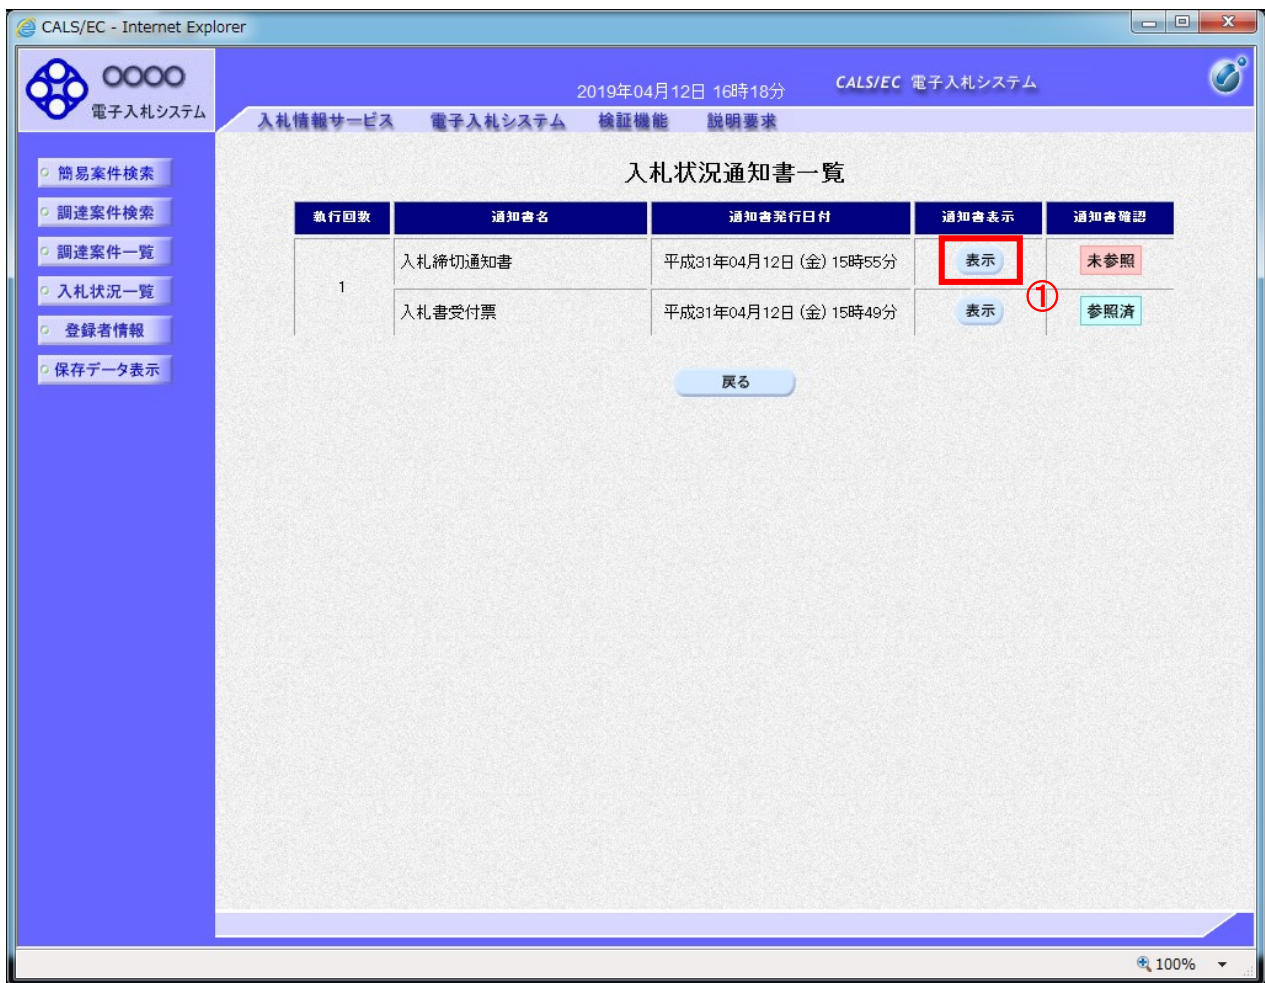 CALS/EC - Internet Explorer
OOOO
電子入札システム
2019年04月12日 16時18分
CALS/EC 電子入札システム
入札情報サービス 電子入札システム 検証機能 説明要求
簡易案件検索
調達案件検索
調達案件一覧
入札状況一覧
登録者情報
保存データ表示
入札状況通知書一覧
執行回数 通知書名 通知書発行日付 通知書表示 通知書確認
1
入札締切通知書 平成31年04月12日 (金) 15時55分 表示 未参照
①
入札書受付票 平成31年04月12日 (金) 15時49分 表示 参照済
戻る
100%